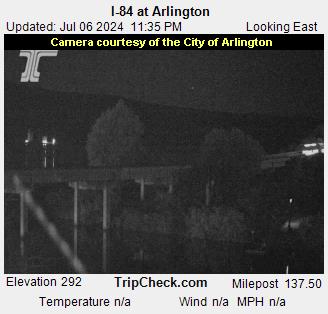 I-84 at Arlington
Updated: Jul 06 2024 11:35 PM Looking East
Camera courtesy of the City of Arlington
Elevation 292 TripCheck.com Milepost 137.50
Temperature n/a Wind n/a MPH n/a